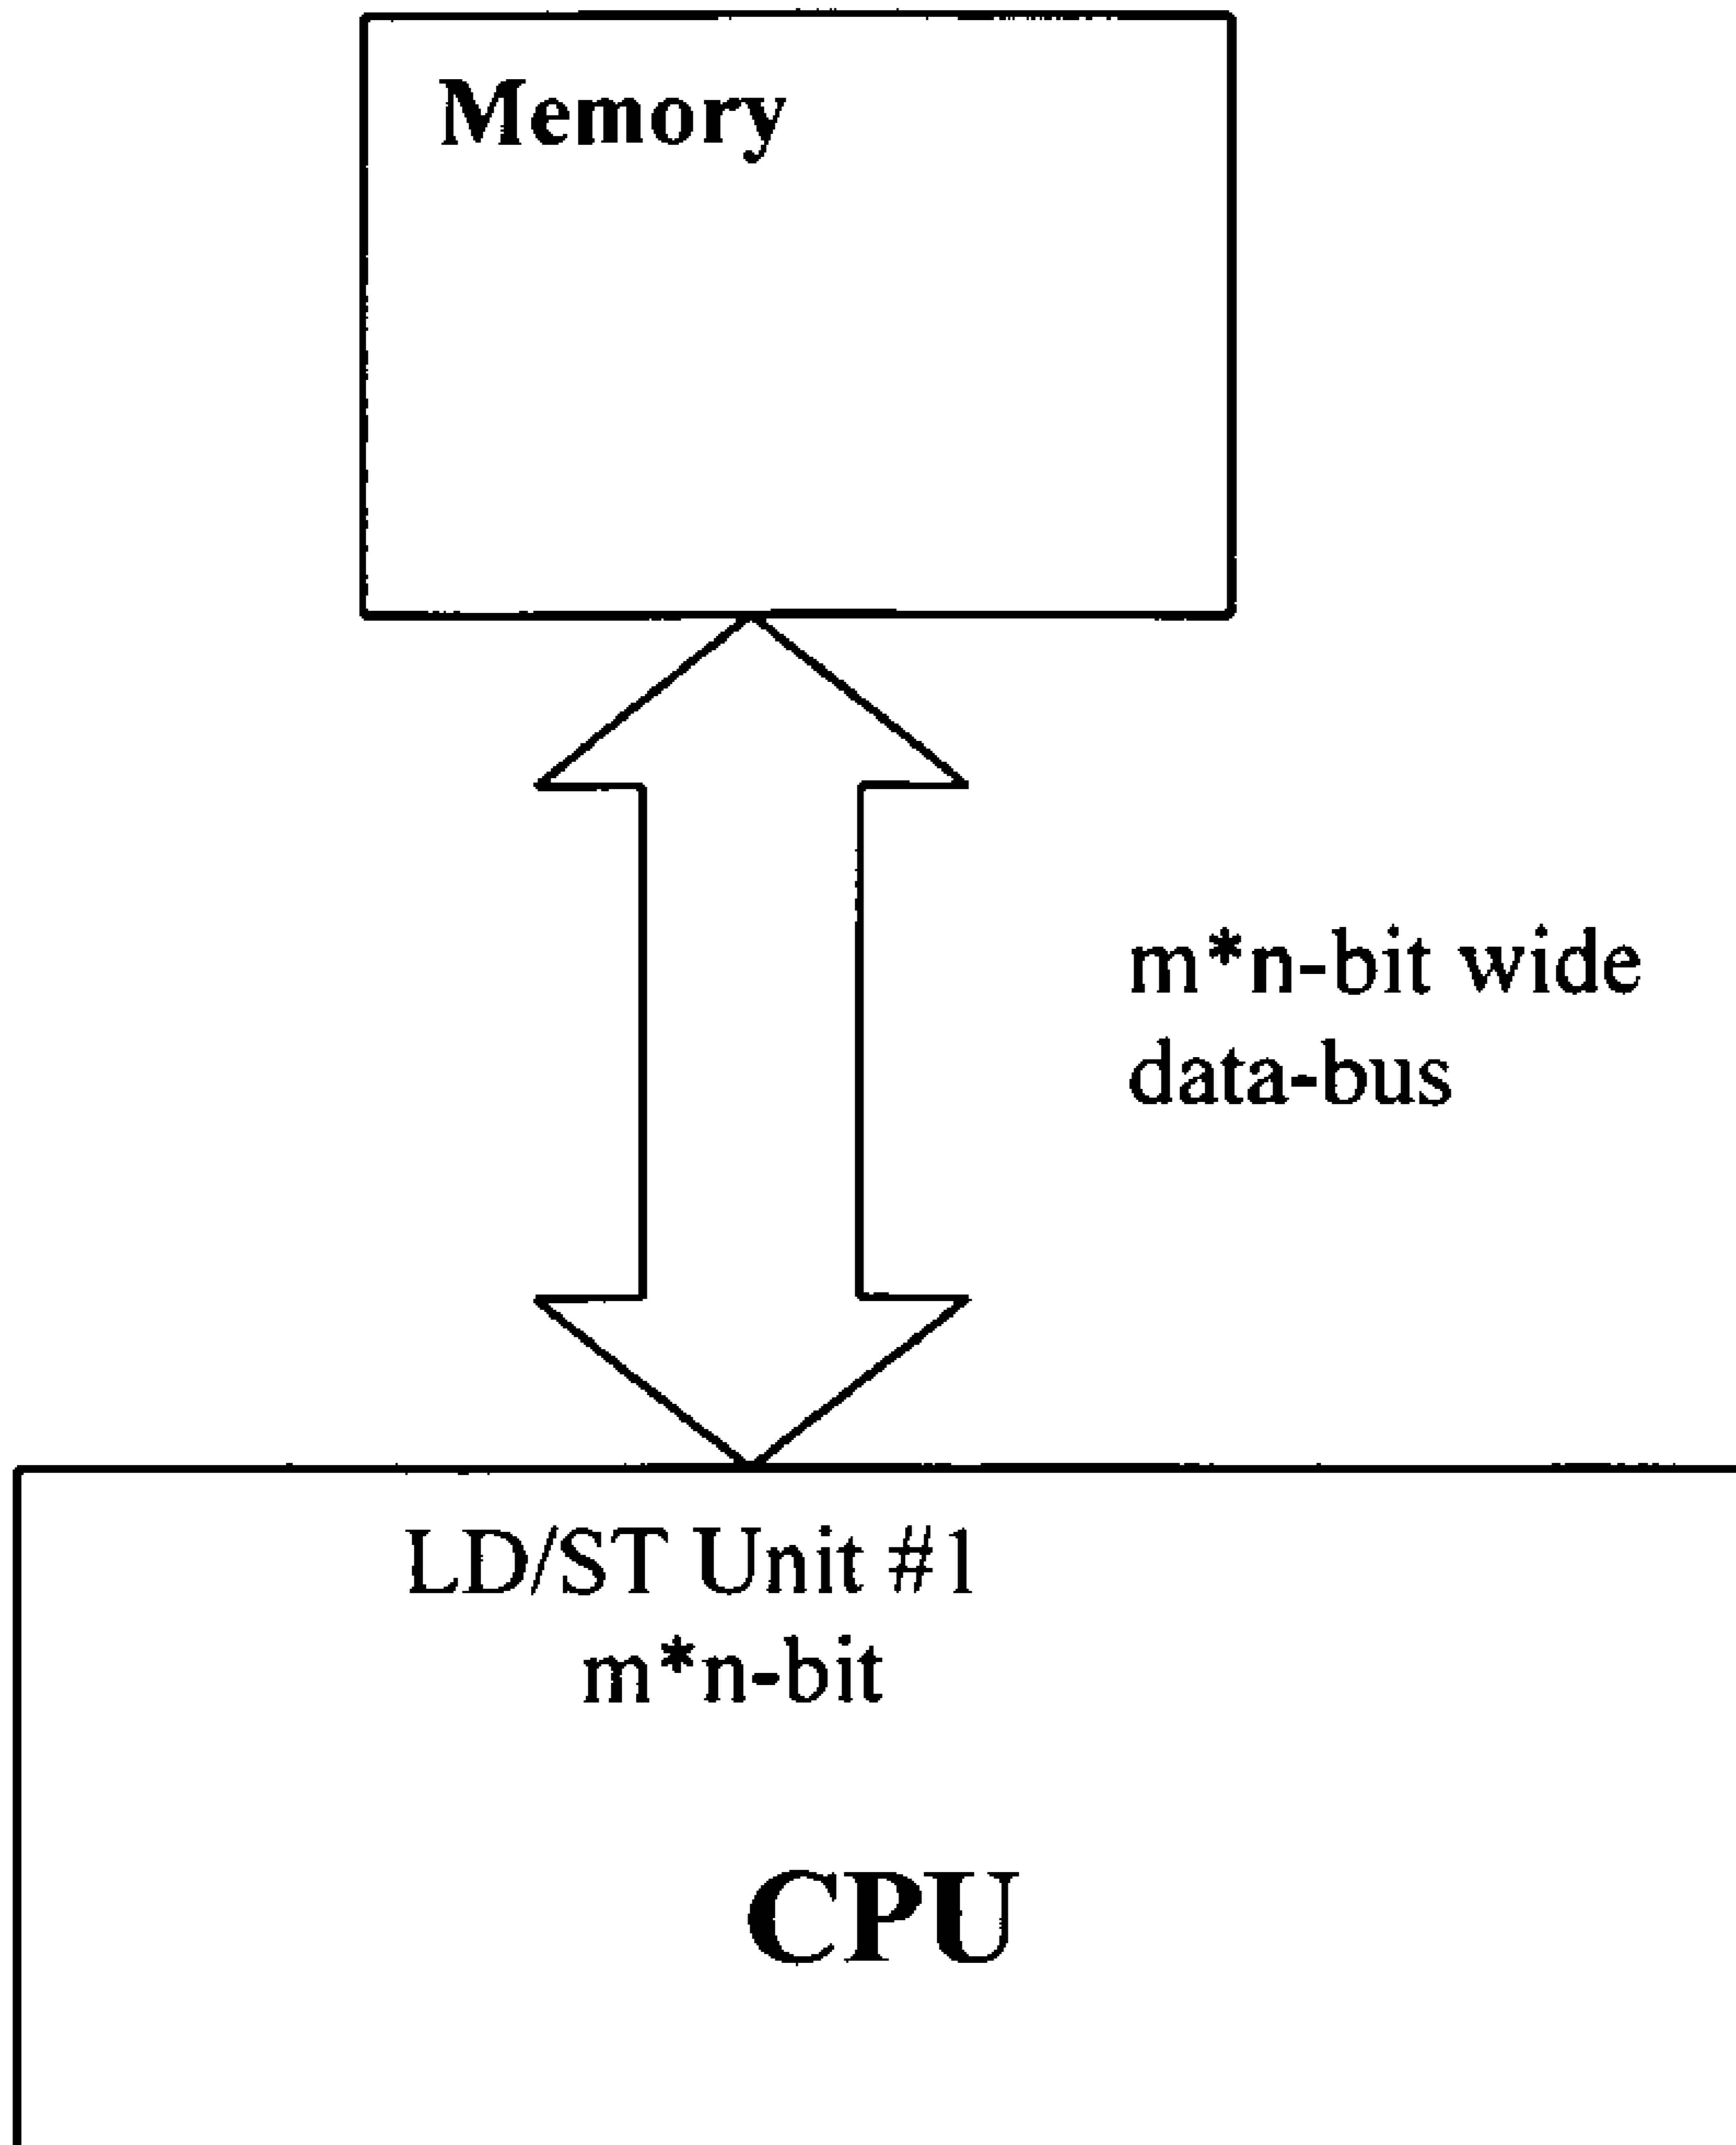 Memory
m*n-bit wide
data-bus
LD/ST Unit #1
m*n-bit
CPU